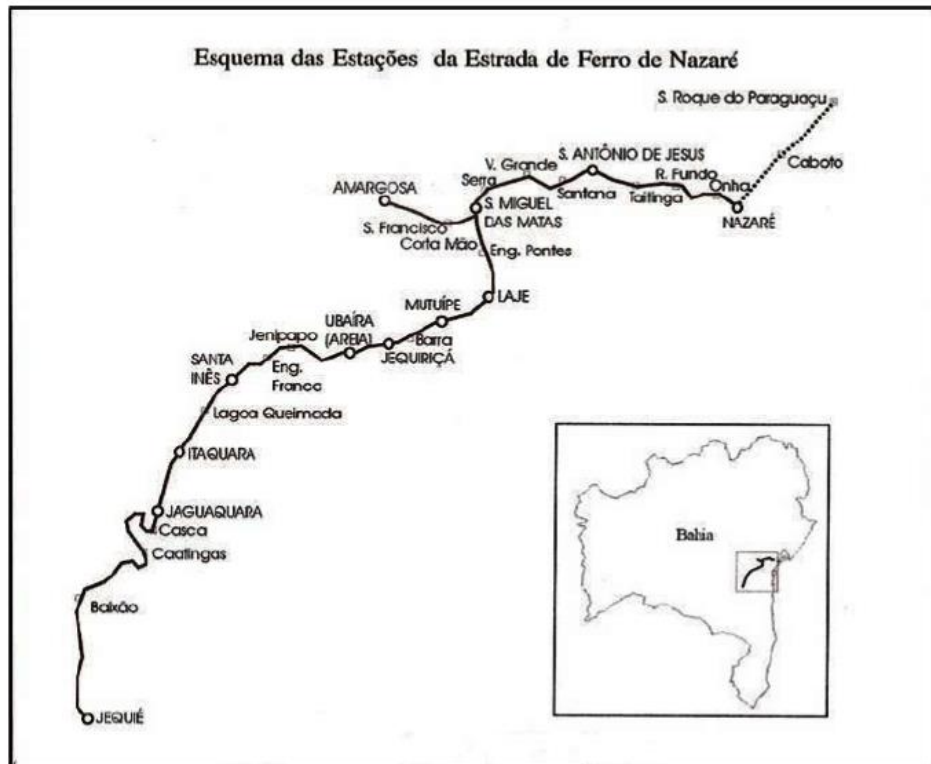 Esquema das Estações da Estrada de Ferro de Nazaré
S. Roque do Paraguaçu
Caboto
S. ANTÔNIO DE JESUS
V. Grande
R. Fundo
Onha
Serra
Santana
Taitinga
NAZARÉ
AMARGOSA
S. MIGUEL
DAS MATAS
S. Francisco
Corta Mão
Eng. Pontes
LAJE
MUTUÍPE
UBAÍRA
(AREIA)
Barra
JEQUIRIÇÁ
Jenipapo
Eng.
Franca
SANTA
INÊS
Lagoa Queimada
ITAQUARA
JAGUAQUARA
Casca
Caatingas
Baixão
JEQUIÉ
Bahia